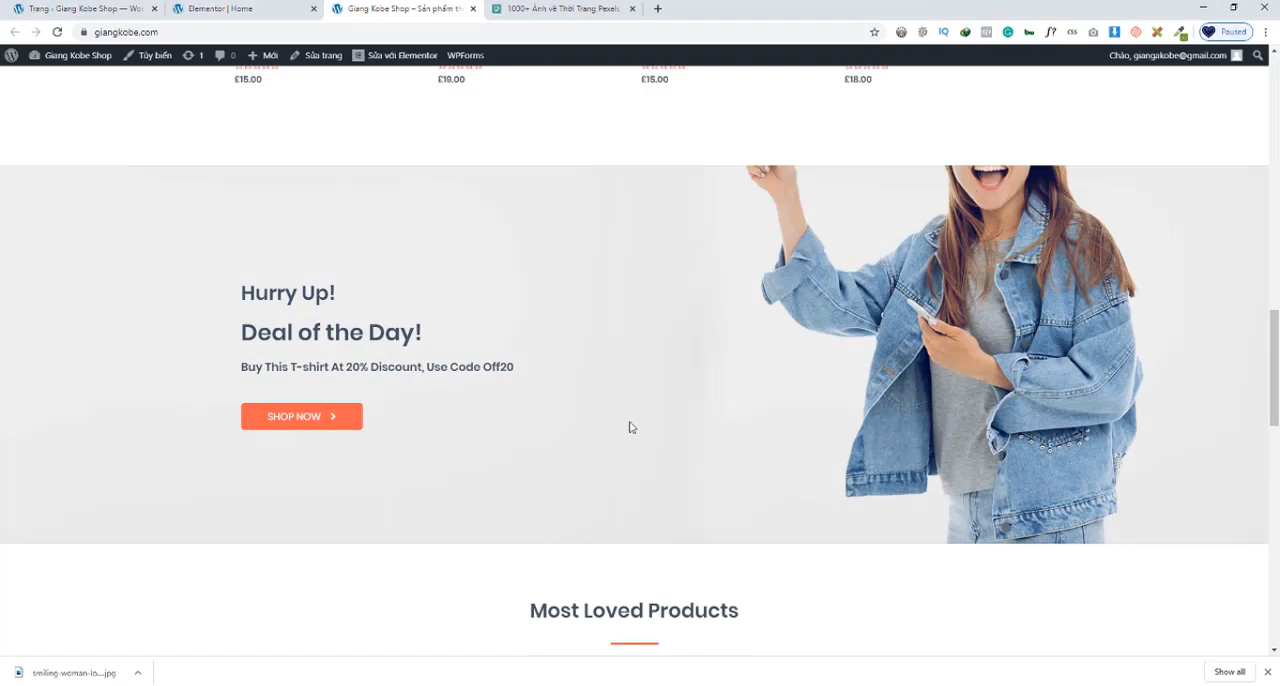 Trang ‹ Giang Kobe Shop — Wo
Elementor | Home
Giang Kobe Shop – Sản phẩm th
1000+ Ảnh về Thời Trang Pexels
giangkobe.com
Paused
Giang Kobe Shop
Tùy biến
1
0
Mới
Sửa trang
Sửa với Elementor
WPForms
Chào, giangakobe@gmail.com
£15.00
£19.00
£15.00
£18.00
Hurry Up!
Deal of the Day!
Buy This T-shirt At 20% Discount, Use Code Off20
SHOP NOW
Most Loved Products
smiling-woman-lo....jpg
Show all